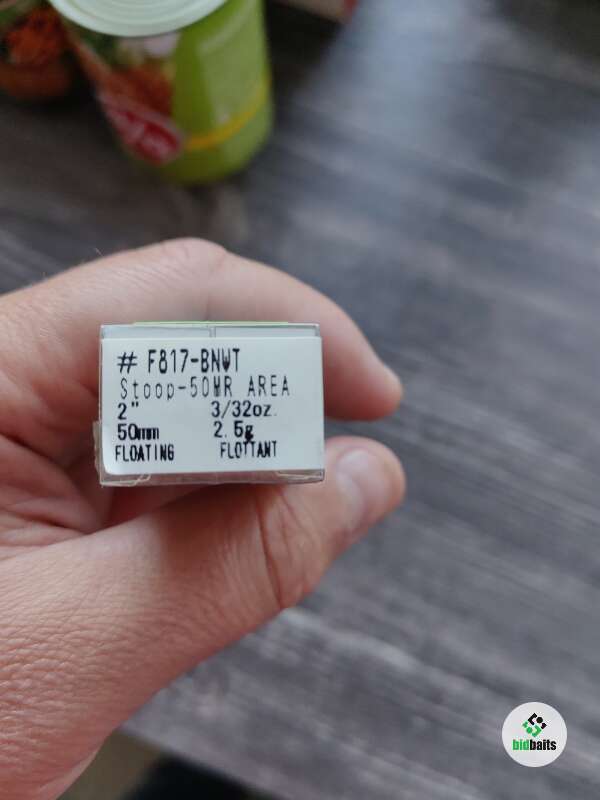 # F817-BNWT
Stoop-50MR AREA
2" 3/32oz.
50mm 2.5g
FLOATING FLOTTANT
bidbaits